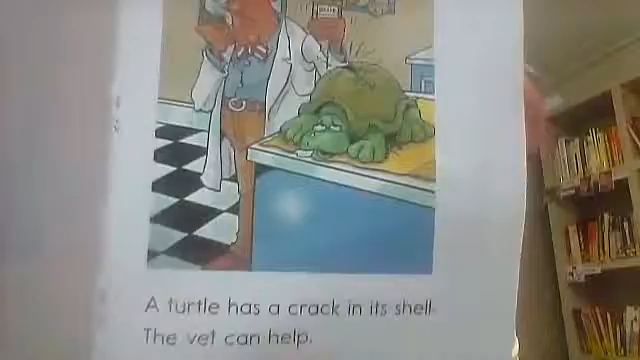 A turtle has a crack in its shell.
The vet can help.